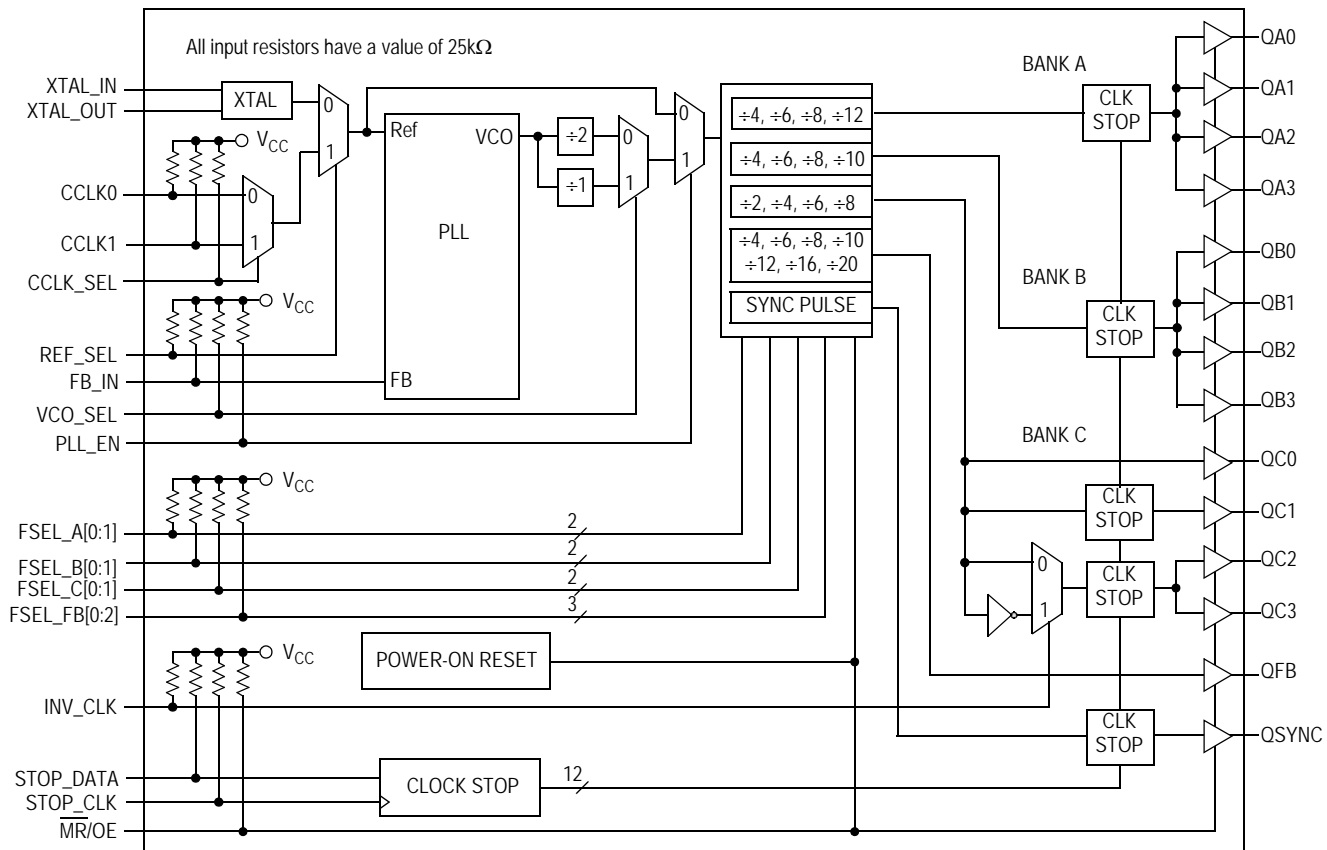 All input resistors have a value of 25kΩ
XTAL_IN
XTAL_OUT
XTAL
0
1
VCC
CCLK0
CCLK1
CCLK_SEL
0
1
VCC
REF_SEL
FB_IN
VCO_SEL
PLL_EN
Ref
VCO
PLL
FB
÷2
÷1
0
1
0
1
÷4, ÷6, ÷8, ÷12
÷4, ÷6, ÷8, ÷10
÷2, ÷4, ÷6, ÷8
÷4, ÷6, ÷8, ÷10
÷12, ÷16, ÷20
SYNC PULSE
BANK A
CLK
STOP
QA0
QA1
QA2
QA3
BANK B
CLK
STOP
QB0
QB1
QB2
QB3
BANK C
QC0
CLK
STOP
QC1
0
1
CLK
STOP
QC2
QC3
QFB
CLK
STOP
QSYNC
VCC
FSEL_A[0:1]
2
FSEL_B[0:1]
2
FSEL_C[0:1]
2
FSEL_FB[0:2]
3
VCC
POWER-ON RESET
INV_CLK
STOP_DATA
STOP_CLK
MR/OE
CLOCK STOP
12